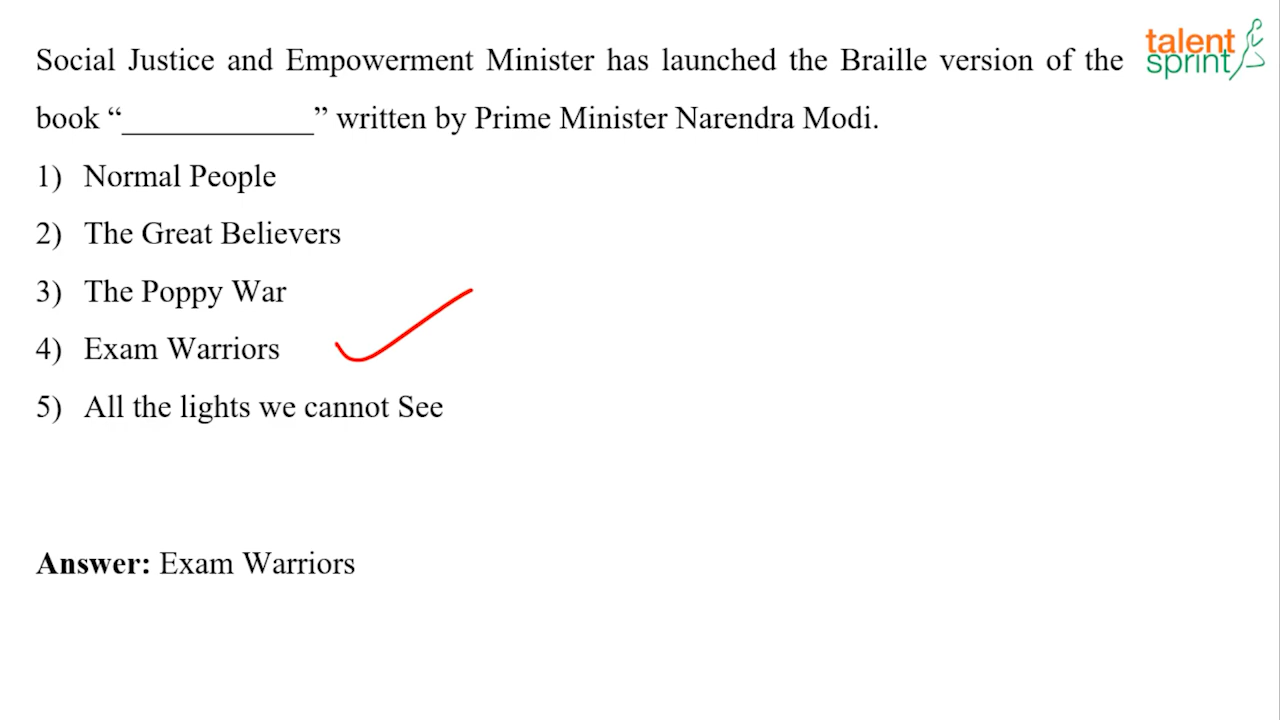 talent
sprint
Social Justice and Empowerment Minister has launched the Braille version of the
book “____________” written by Prime Minister Narendra Modi.
1) Normal People
2) The Great Believers
3) The Poppy War
4) Exam Warriors
5) All the lights we cannot See
Answer: Exam Warriors